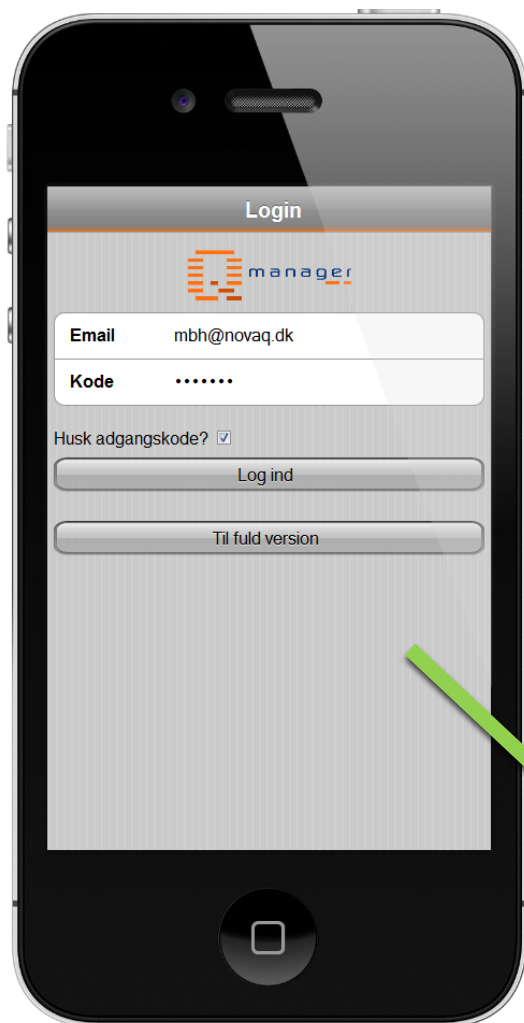 Login
manager
Email mbh@novaq.dk
Kode •••••••
Husk adgangskode?
Log ind
Til fuld version